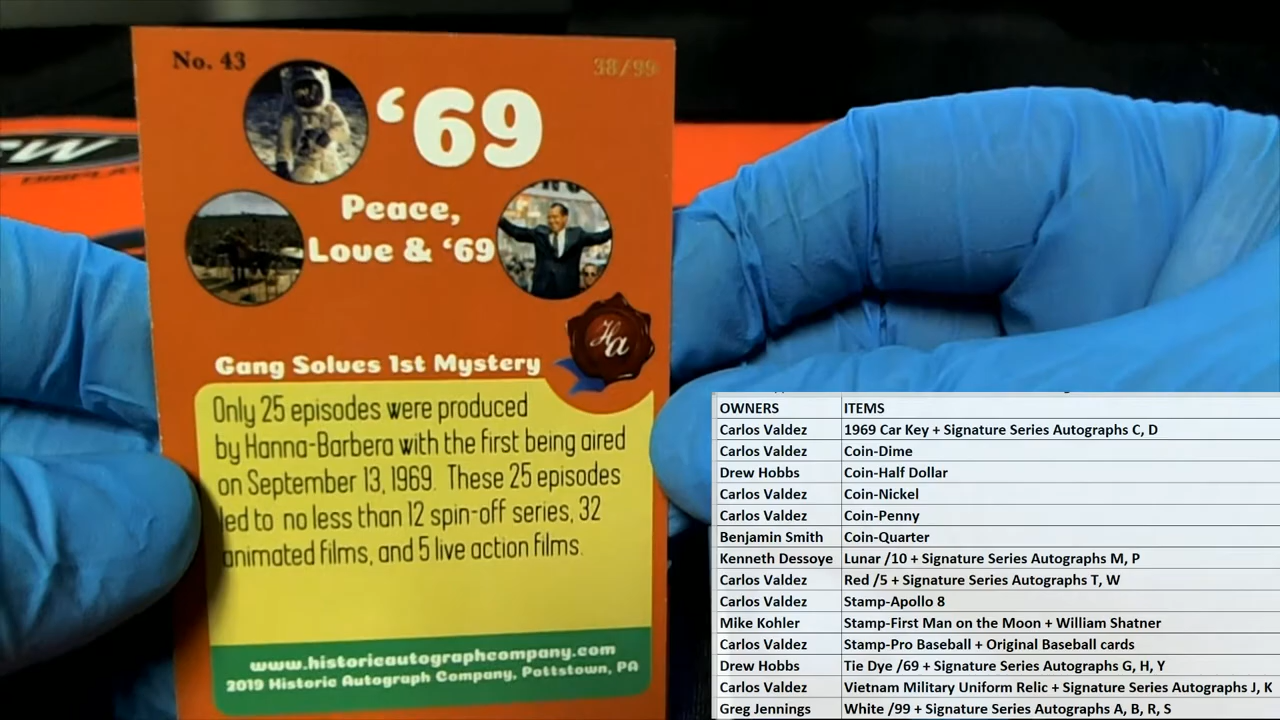 No. 43
38/99
‘69
Peace,
Love & ‘69
Ha
Gang Solves 1st Mystery
Only 25 episodes were produced
by Hanna-Barbera with the first being aired
on September 13, 1969. These 25 episodes
led to no less than 12 spin-off series, 32
animated films, and 5 live action films.
www.historicautographcompany.com
2019 Historic Autograph Company, Pottstown, PA
OWNERS ITEMS
Carlos Valdez 1969 Car Key + Signature Series Autographs C, D
Carlos Valdez Coin-Dime
Drew Hobbs Coin-Half Dollar
Carlos Valdez Coin-Nickel
Carlos Valdez Coin-Penny
Benjamin Smith Coin-Quarter
Kenneth Dessoye Lunar /10 + Signature Series Autographs M, P
Carlos Valdez Red /5 + Signature Series Autographs T, W
Carlos Valdez Stamp-Apollo 8
Mike Kohler Stamp-First Man on the Moon + William Shatner
Carlos Valdez Stamp-Pro Baseball + Original Baseball cards
Drew Hobbs Tie Dye /69 + Signature Series Autographs G, H, Y
Carlos Valdez Vietnam Military Uniform Relic + Signature Series Autographs J, K
Greg Jennings White /99 + Signature Series Autographs A, B, R, S